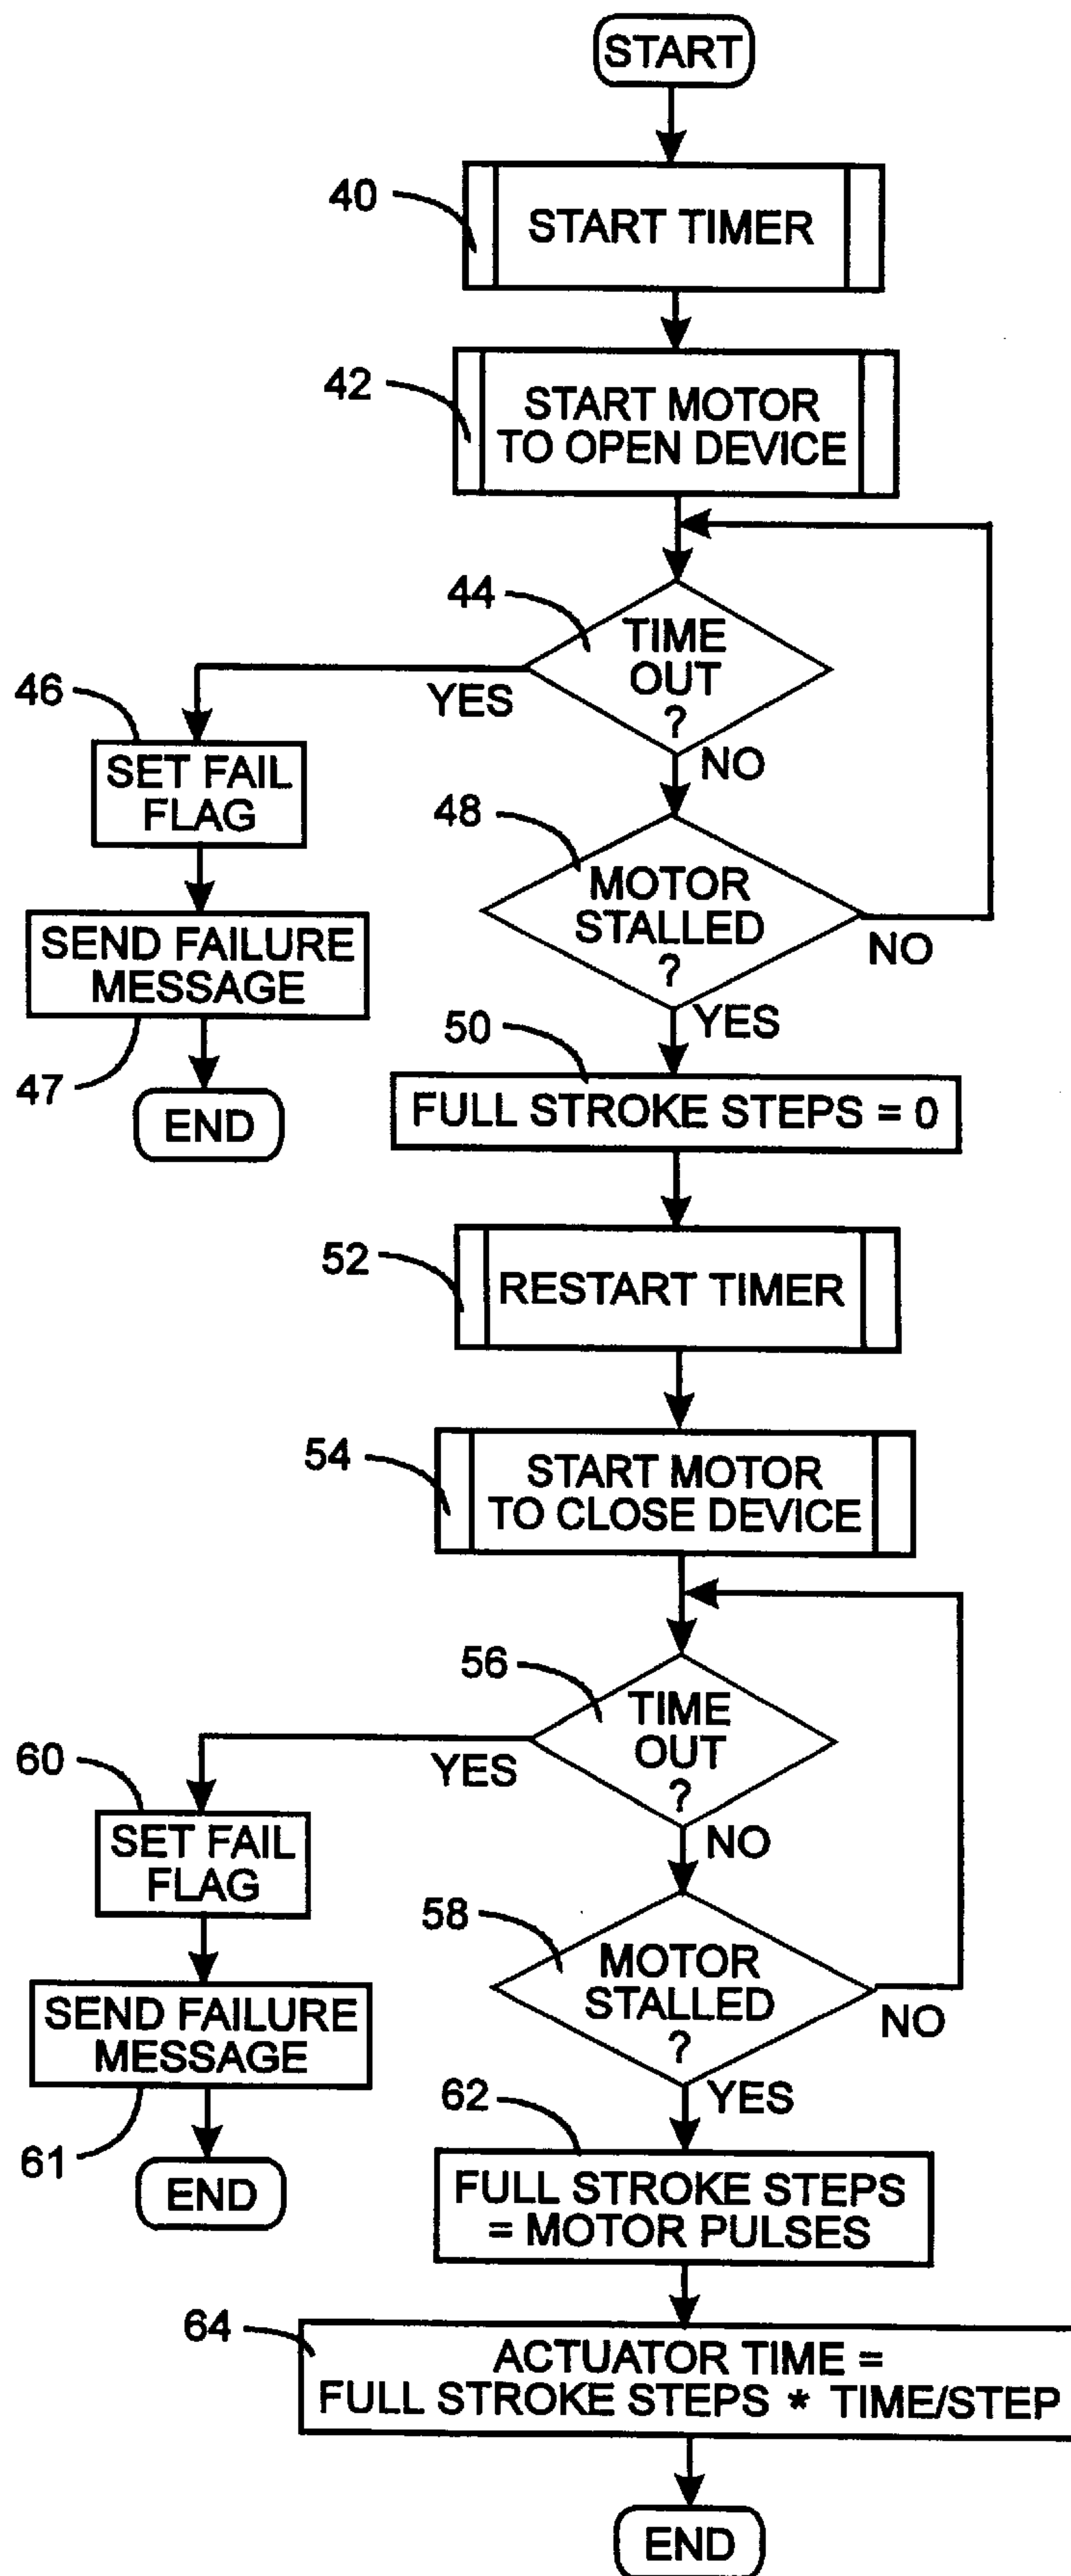 START
40
START TIMER
42
START MOTOR
TO OPEN DEVICE
44
TIME
OUT
?
YES
NO
46
SET FAIL
FLAG
48
MOTOR
STALLED
?
NO
YES
SEND FAILURE
MESSAGE
47
END
50
FULL STROKE STEPS = 0
52
RESTART TIMER
54
START MOTOR
TO CLOSE DEVICE
56
TIME
OUT
?
YES
NO
60
SET FAIL
FLAG
58
MOTOR
STALLED
?
NO
YES
SEND FAILURE
MESSAGE
61
END
62
FULL STROKE STEPS
= MOTOR PULSES
64
ACTUATOR TIME =
FULL STROKE STEPS * TIME/STEP
END